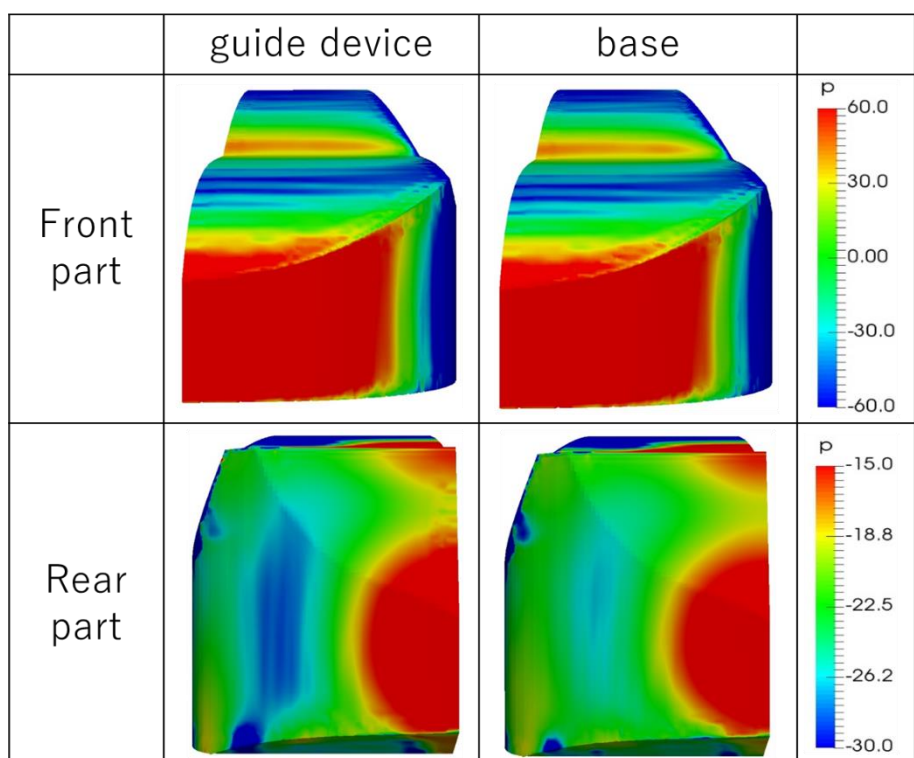 guide device
base
Front
part
p
60.0
30.0
0.00
-30.0
-60.0
Rear
part
p
-15.0
-18.8
-22.5
-26.2
-30.0